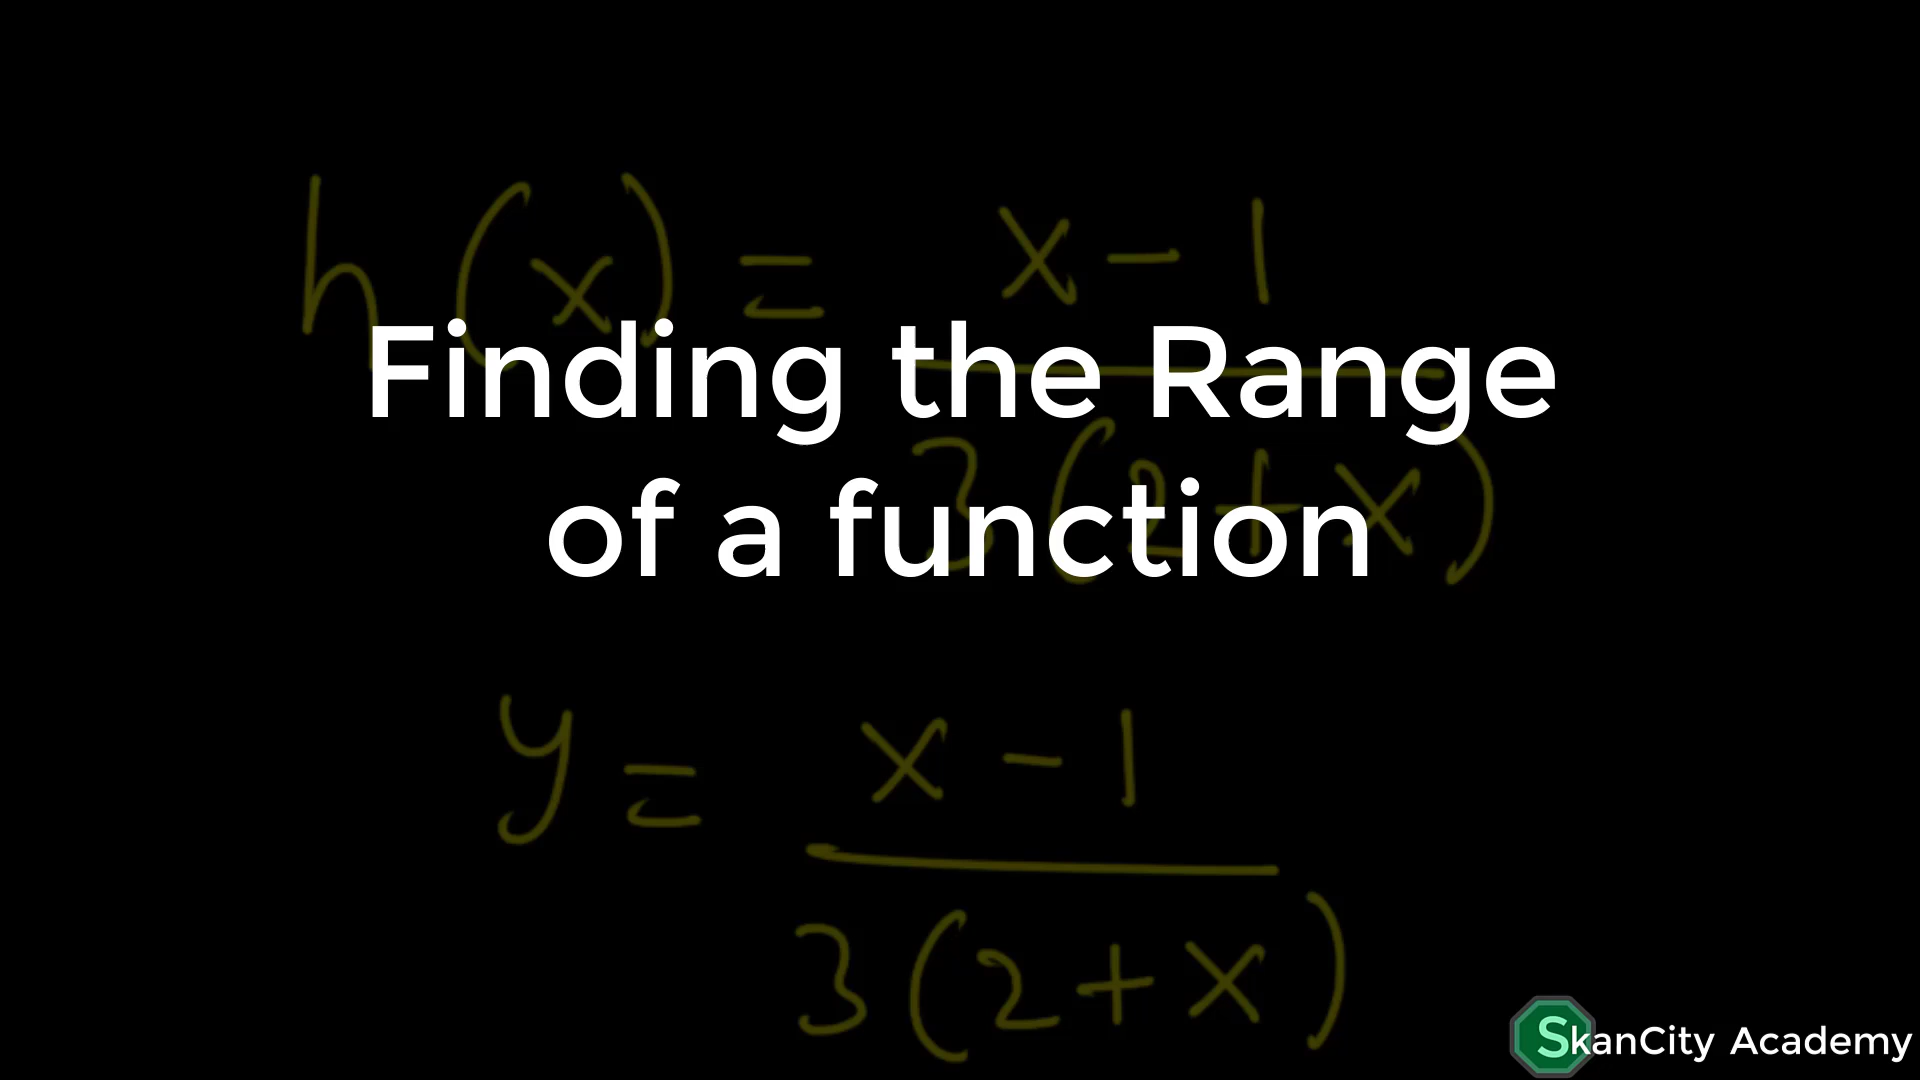 h(x) = x - 1
3(2+x)
Finding the Range
of a function
y = x - 1
3(2+x)
SkanCity Academy